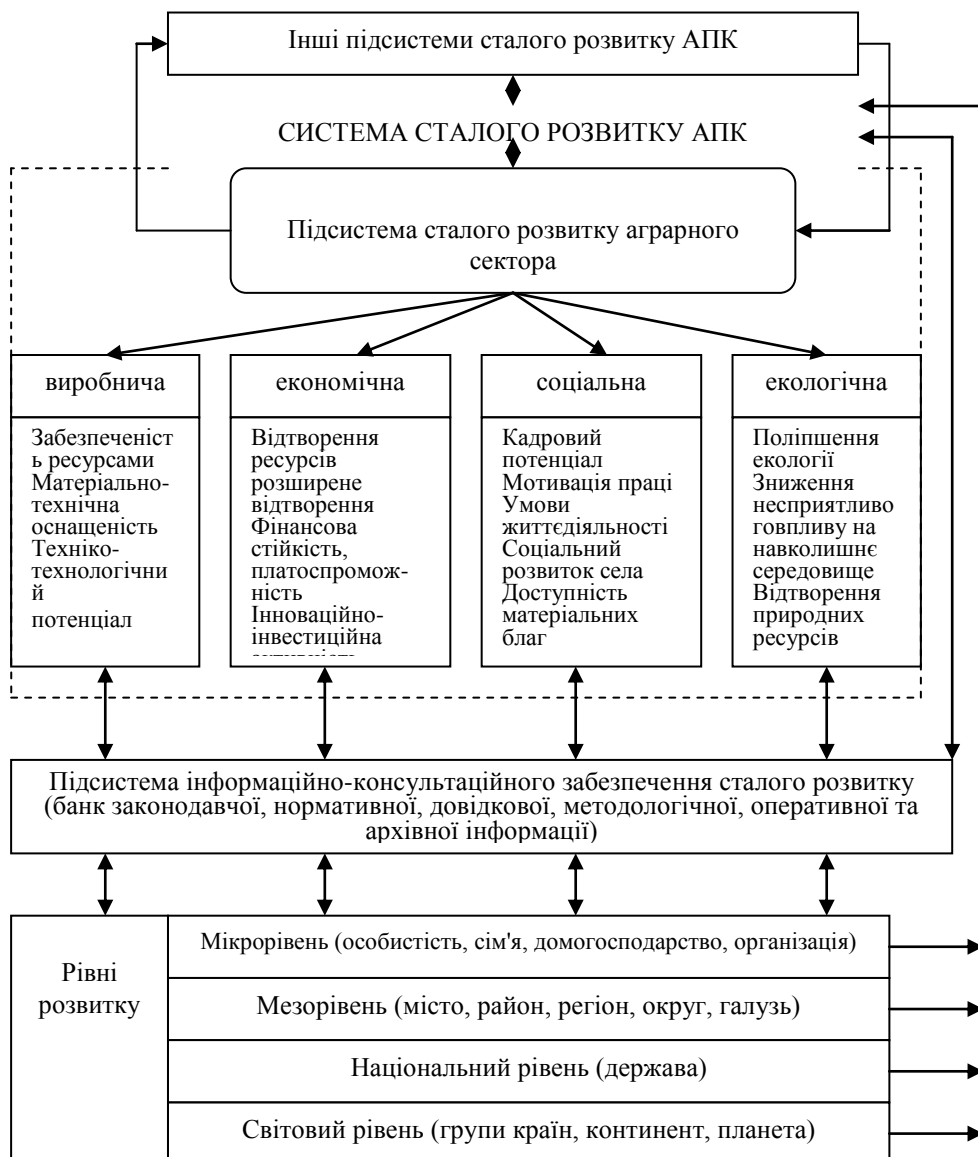 Інші підсистеми сталого розвитку АПК
СИСТЕМА СТАЛОГО РОЗВИТКУ АПК
Підсистема сталого розвитку аграрного
сектора
виробнича
Забезпеченіст
ь ресурсами
Матеріально-
технічна
оснащеність
Техніко-
технологічни
й
потенціал
економічна
Відтворення
ресурсів
розширене
відтворення
Фінансова
стійкість,
платоспромож-
ність
Інноваційно-
інвестиційна
соціальна
Кадровий
потенціал
Мотивація праці
Умови
життєдіяльності
Соціальний
розвиток села
Доступність
матеріальних
благ
екологічна
Поліпшення
екології
Зниження
несприятливо
говпливу на
навколишнє
середовище
Відтворення
природних
ресурсів
Підсистема інформаційно-консультаційного забезпечення сталого розвитку
(банк законодавчої, нормативної, довідкової, методологічної, оперативної та
архівної інформації)
Рівні
розвитку
Мікрорівень (особистість, сім'я, домогосподарство, організація)
Мезорівень (місто, район, регіон, округ, галузь)
Національний рівень (держава)
Світовий рівень (групи країн, континент, планета)